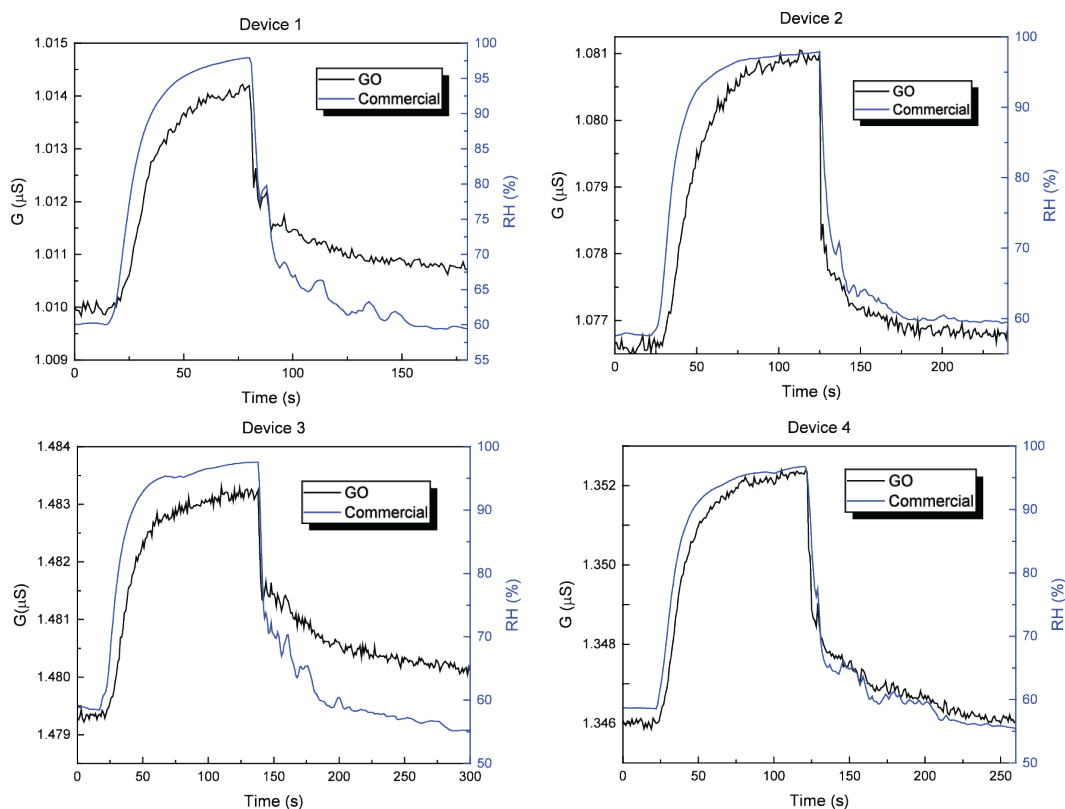 Device 1
1.015
1.014
1.013
1.012
1.011
1.010
1.009
G (µS)
100
95
90
85
80
75
70
65
60
55
RH (%)
GO
Commercial
0
50
100
150
Time (s)
Device 2
1.081
1.080
1.079
1.078
1.077
G (µS)
100
90
80
70
60
RH (%)
GO
Commercial
0
50
100
150
200
Time (s)
Device 3
1.484
1.483
1.482
1.481
1.480
1.479
G(µS)
100
90
80
70
60
50
RH (%)
GO
Commercial
0
50
100
150
200
250
300
Time (s)
Device 4
1.352
1.350
1.348
1.346
G (µS)
100
90
80
70
60
50
RH (%)
GO
Commercial
0
50
100
150
200
250
Time (s)